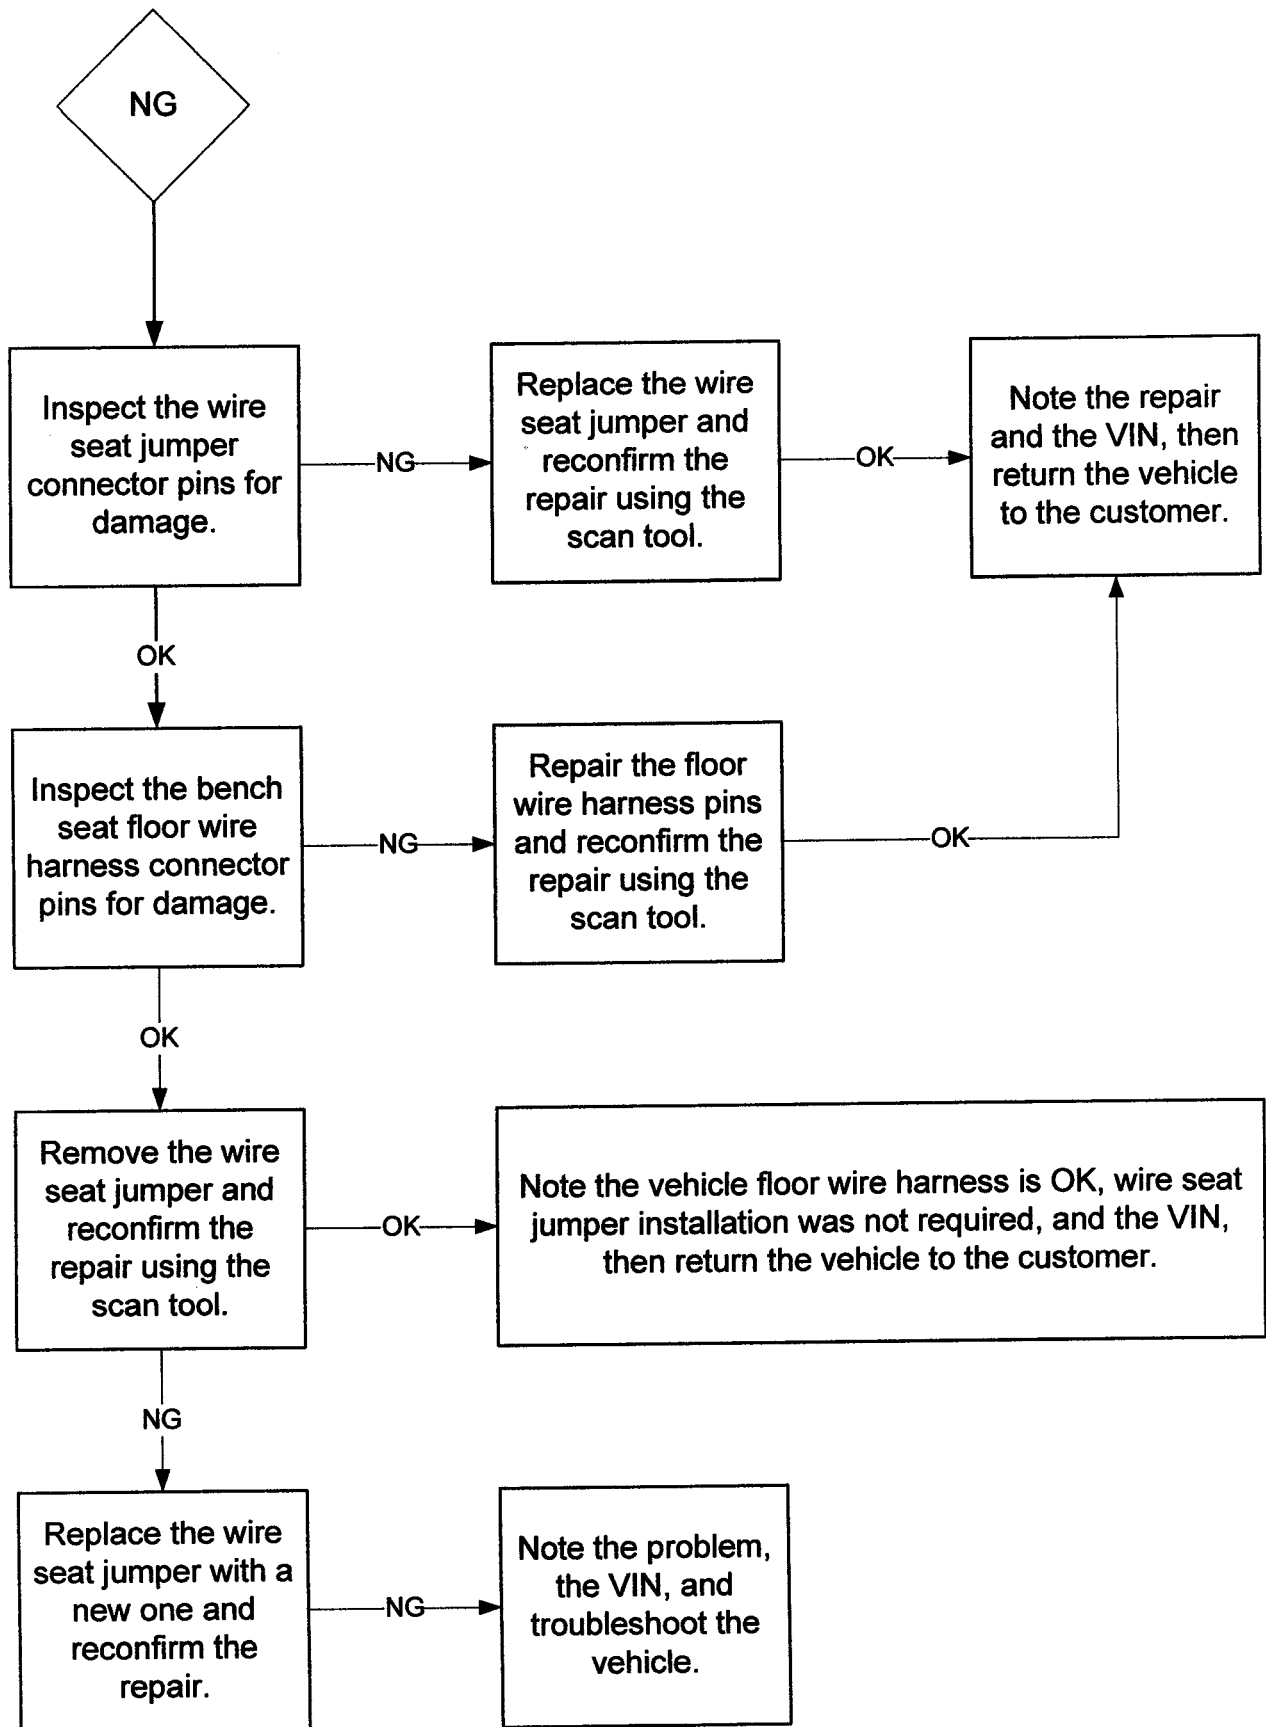 NG
Inspect the wire
seat jumper
connector pins for
damage.
NG
Replace the wire
seat jumper and
reconfirm the
repair using the
scan tool.
OK
Note the repair
and the VIN, then
return the vehicle
to the customer.
OK
Inspect the bench
seat floor wire
harness connector
pins for damage.
NG
Repair the floor
wire harness pins
and reconfirm the
repair using the
scan tool.
OK
OK
Remove the wire
seat jumper and
reconfirm the
repair using the
scan tool.
OK
Note the vehicle floor wire harness is OK, wire seat
jumper installation was not required, and the VIN,
then return the vehicle to the customer.
NG
Replace the wire
seat jumper with a
new one and
reconfirm the
repair.
NG
Note the problem,
the VIN, and
troubleshoot the
vehicle.